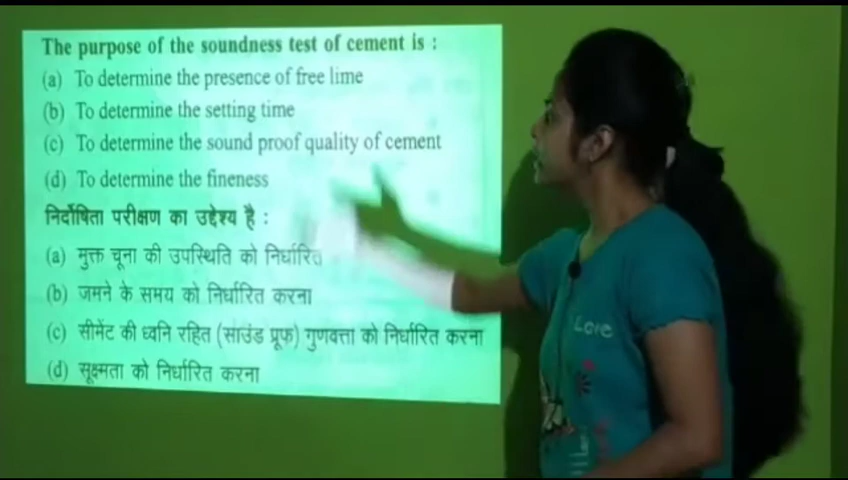 The purpose of the soundness test of cement is :
(a) To determine the presence of free lime
(b) To determine the setting time
(c) To determine the sound proof quality of cement
(d) To determine the fineness
निर्दोषिता परीक्षण का उद्देश्य है :
(a) मुक्त चूना की उपस्थिति को निर्धारित
(b) जमने के समय को निर्धारित करना
(c) सीमेंट की ध्वनि रहित (साउंड प्रूफ) गुणवत्ता को निर्धारित करना
(d) सूक्ष्मता को निर्धारित करना
Love